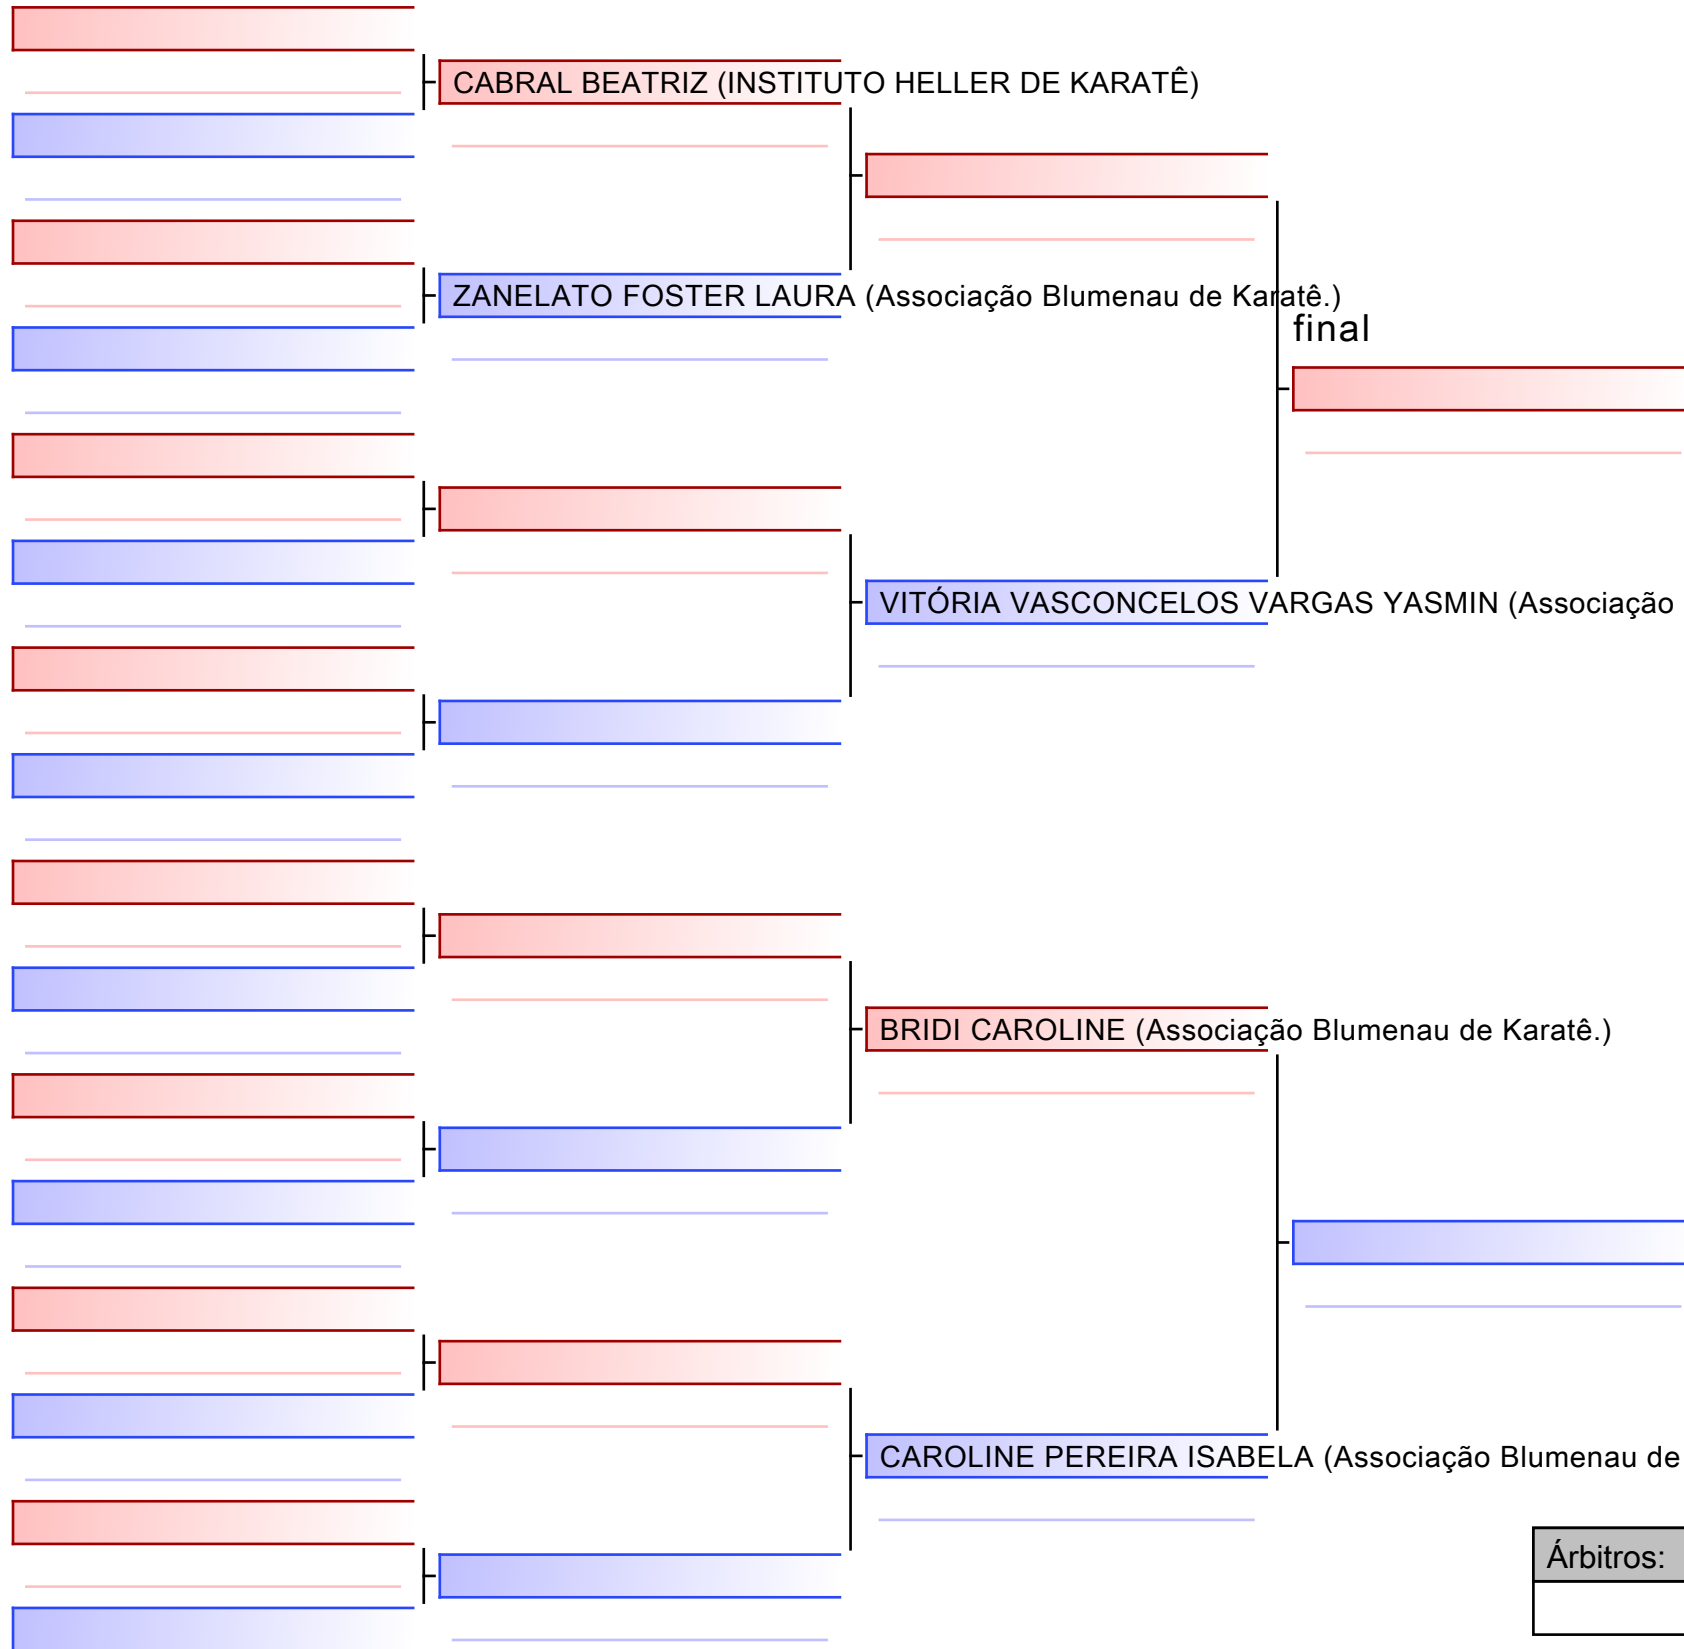 CABRAL BEATRIZ (INSTITUTO HELLER DE KARATÊ)
ZANELATO FOSTER LAURA (Associação Blumenau de Karatê.)
final
VITÓRIA VASCONCELOS VARGAS YASMIN (Associação
BRIDI CAROLINE (Associação Blumenau de Karatê.)
CAROLINE PEREIRA ISABELA (Associação Blumenau de
Árbitros: